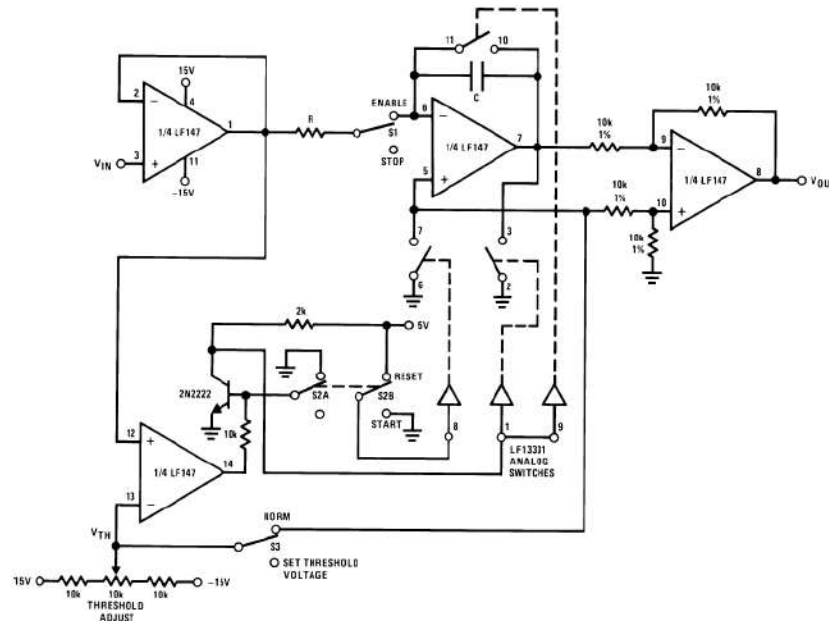 11
10
C
2
15V
4
1
1/4 LF147
VIN
3
11
-15V
R
ENABLE
S1
STOP
6
7
1/4 LF147
5
10k
1%
10k
1%
9
8
1/4 LF147
VOU
10k
1%
10
10k
1%
7
6
3
2
2k
5V
2N2222
S2A
RESET
S2B
START
10k
8
1
9
LF13331
ANALOG
SWITCHES
12
14
1/4 LF147
13
NORM
VTH
S3
SET THRESHOLD
VOLTAGE
15V
10k
10k
10k
-15V
THRESHOLD
ADJUST